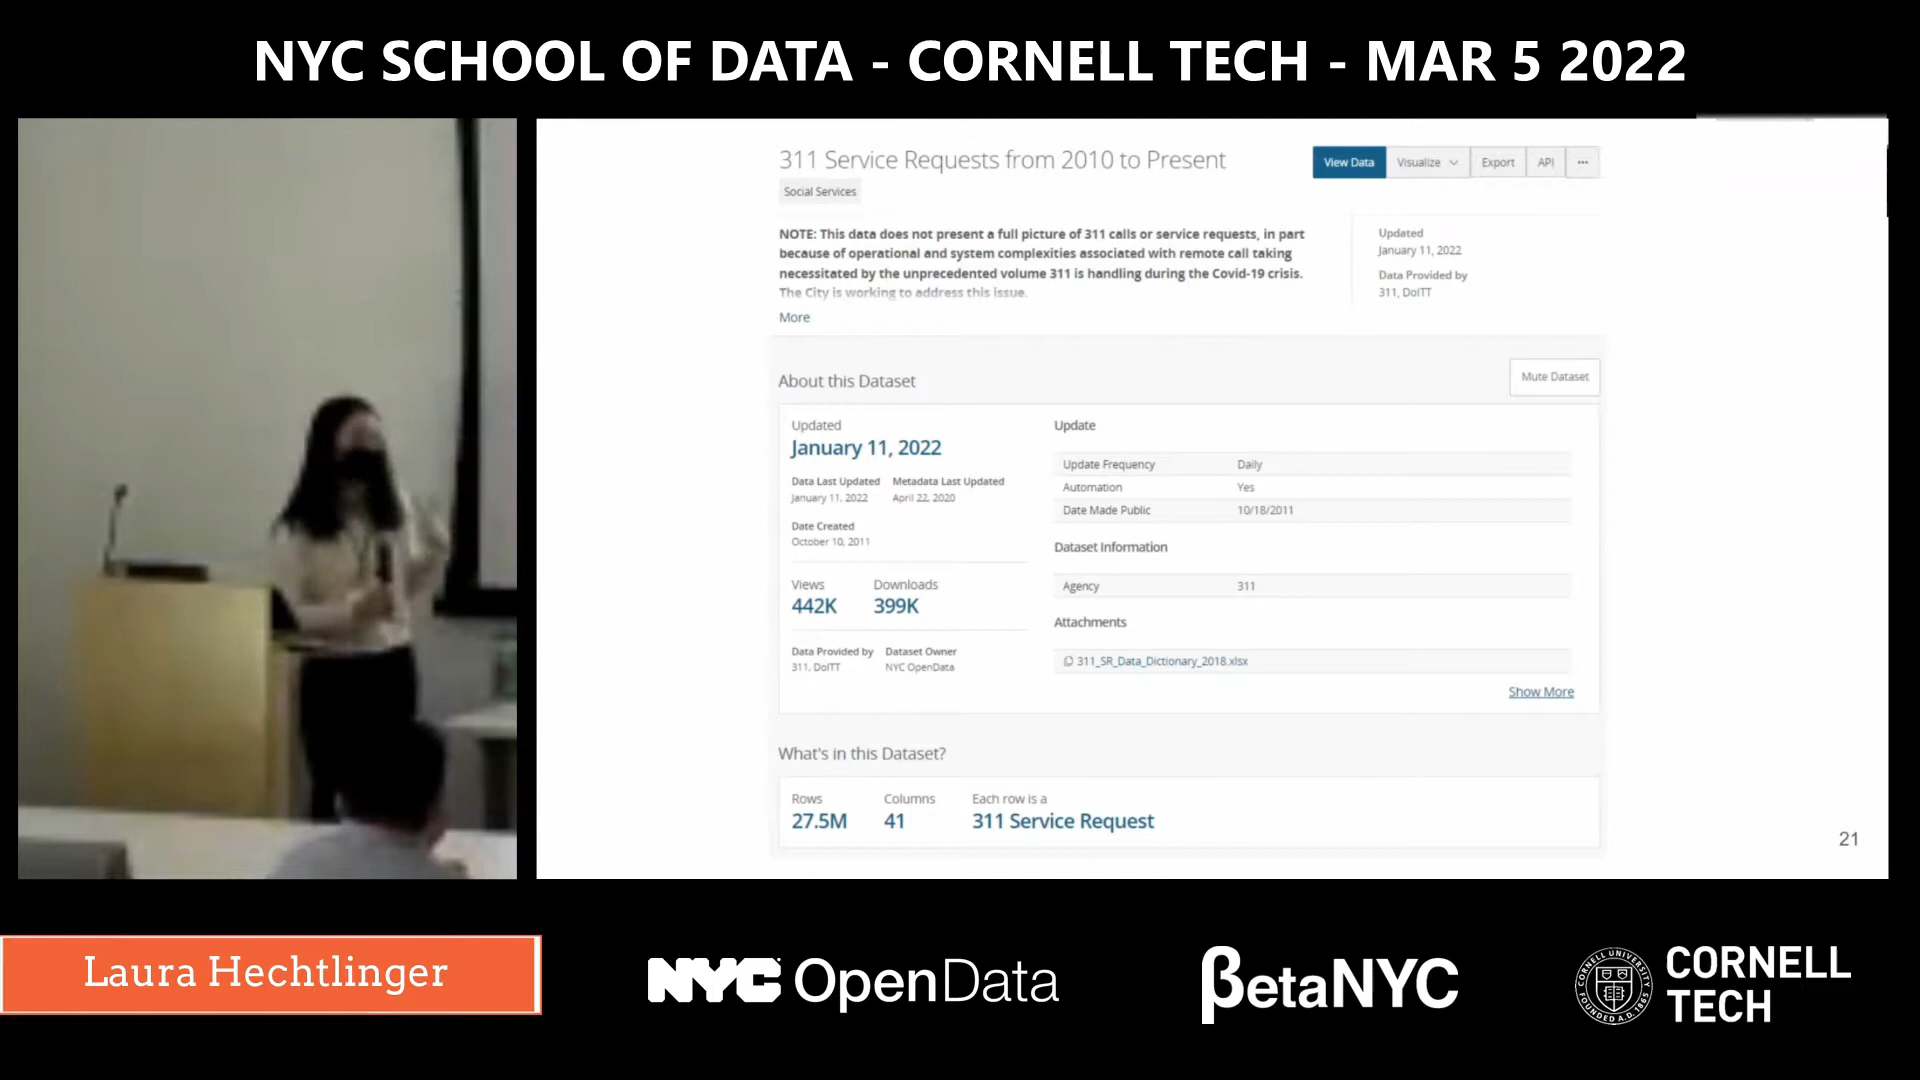 NYC SCHOOL OF DATA - CORNELL TECH - MAR 5 2022
311 Service Requests from 2010 to Present
View Data
Visualize
Export
API
Social Services
NOTE: This data does not present a full picture of 311 calls or service requests, in part
because of operational and system complexities associated with remote call taking
necessitated by the unprecedented volume 311 is handling during the Covid-19 crisis.
The City is working to address this issue.
More
Updated
January 11, 2022
Data Provided by
311, DoITT
About this Dataset
Mute Dataset
Updated
January 11, 2022
Data Last Updated
January 11, 2022
Metadata Last Updated
April 22, 2020
Date Created
October 10, 2011
Views
442K
Downloads
399K
Data Provided by
311, DoITT
Dataset Owner
NYC OpenData
Update
Update Frequency Daily
Automation Yes
Date Made Public 10/18/2011
Dataset Information
Agency 311
Attachments
311_SR_Data_Dictionary_2018.xlsx
Show More
What's in this Dataset?
Rows
27.5M
Columns
41
Each row is a
311 Service Request
21
Laura Hechtlinger
NYC OpenData
βetaNYC
CORNELL UNIVERSITY
FOUNDED A.D. 1865
CORNELL
TECH